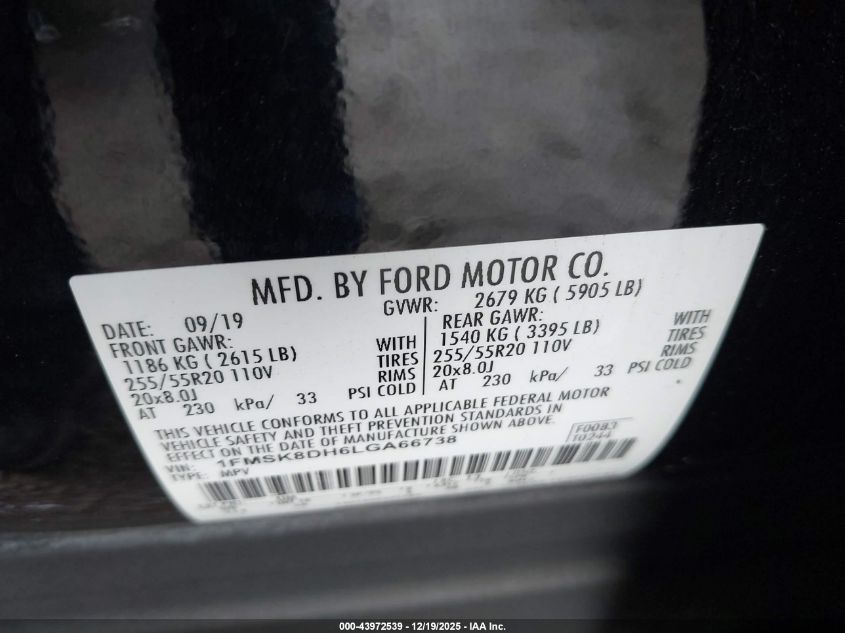 MFD. BY FORD MOTOR CO.
DATE: 09/19
GVWR: 2679 KG ( 5905 LB)
FRONT GAWR:
1186 KG ( 2615 LB) WITH
255/55R20 110V TIRES
20x8.0J RIMS
AT 230 kPa/ 33 PSI COLD
REAR GAWR: WITH
1540 KG ( 3395 LB) TIRES
255/55R20 110V RIMS
20x8.0J PSI COLD
AT 230 kPa/ 33
THIS VEHICLE CONFORMS TO ALL APPLICABLE FEDERAL MOTOR
VEHICLE SAFETY AND THEFT PREVENTION STANDARDS IN
EFFECT ON THE DATE OF MANUFACTURE SHOWN ABOVE.
VIN: 1FMSK8DH6LGA66738
TYPE: MPV
F0083
T0244
000-43972539 - 12/19/2025 - IAA Inc.